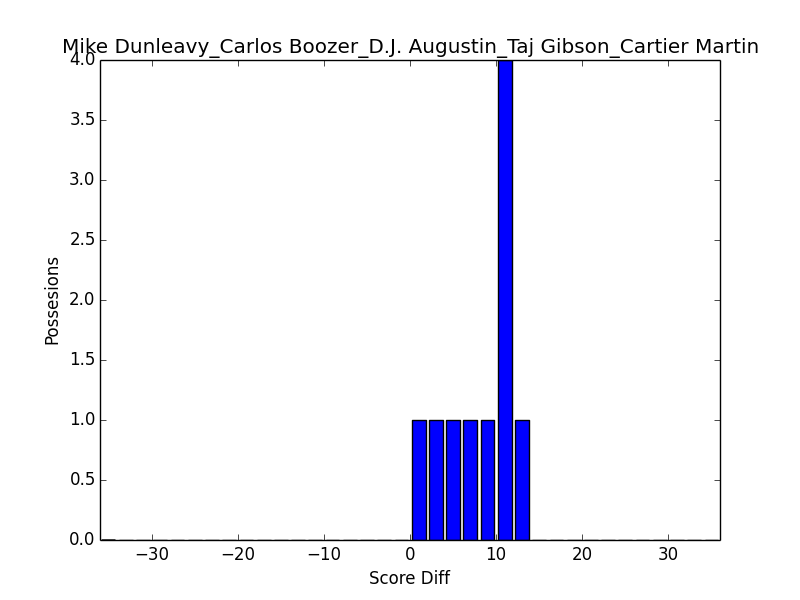 Mike Dunleavy_Carlos Boozer_D.J. Augustin_Taj Gibson_Cartier Martin
4.0
3.5
3.0
2.5
2.0
1.5
1.0
0.5
0.0
Possesions
−30 −20 −10 0 10 20 30
Score Diff